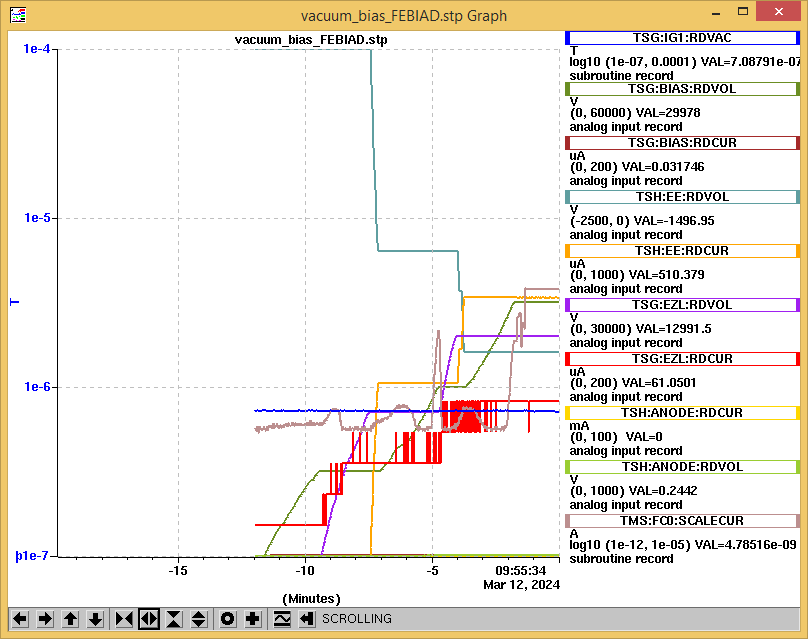 vacuum_bias_FEBIAD.stp Graph
vacuum_bias_FEBIAD.stp
1e-4
1e-5
T
1e-6
1e-7
-15
-10
-5
09:55:34
Mar 12, 2024
(Minutes)
TSG:IG1:RDVAC
T
log10 (1e-07, 0.0001) VAL=7.08791e-07
subroutine record
TSG:BIAS:RDVOL
V
(0, 60000) VAL=29978
analog input record
TSG:BIAS:RDCUR
uA
(0, 200) VAL=0.031746
analog input record
TSH:EE:RDVOL
V
(-2500, 0) VAL=-1496.95
analog input record
TSH:EE:RDCUR
uA
(0, 1000) VAL=510.379
analog input record
TSG:EZL:RDVOL
V
(0, 30000) VAL=12991.5
analog input record
TSG:EZL:RDCUR
uA
(0, 200) VAL=61.0501
analog input record
TSH:ANODE:RDCUR
mA
(0, 100)  VAL=0
analog input record
TSH:ANODE:RDVOL
V
(0, 1000) VAL=0.2442
analog input record
TMS:FC0:SCALECUR
A
log10 (1e-12, 1e-05) VAL=4.78516e-09
subroutine record
SCROLLING